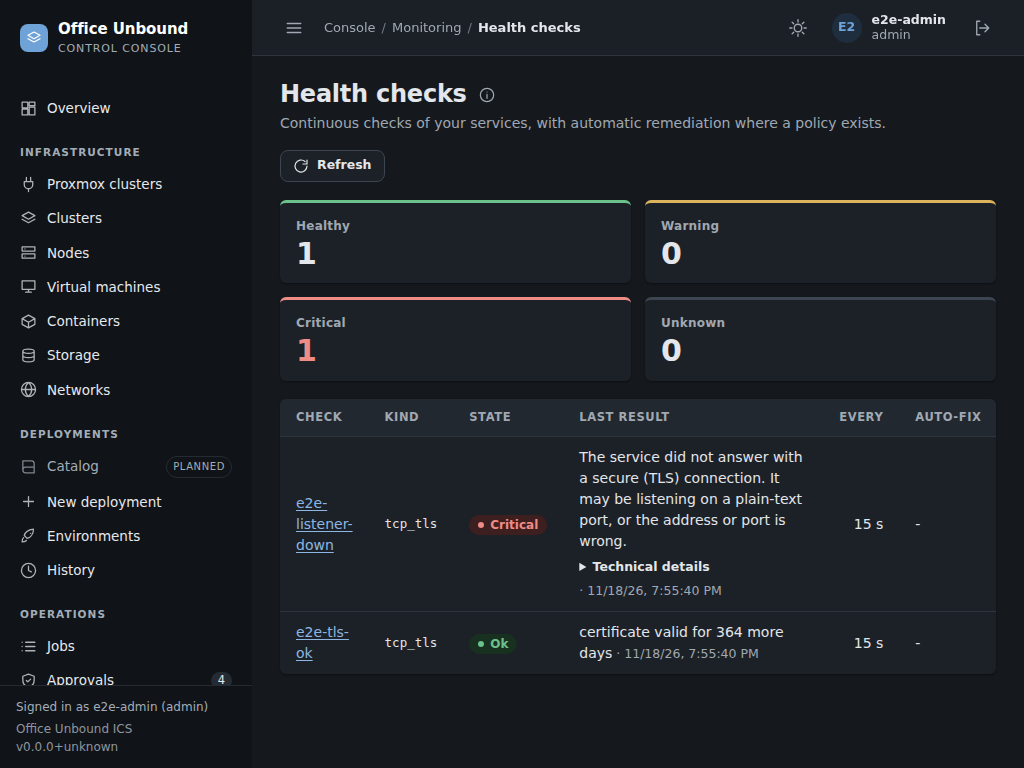 Office Unbound
CONTROL CONSOLE
Overview
INFRASTRUCTURE
Proxmox clusters
Clusters
Nodes
Virtual machines
Containers
Storage
Networks
DEPLOYMENTS
Catalog PLANNED
New deployment
Environments
History
OPERATIONS
Jobs
Approvals 4
Signed in as e2e-admin (admin)
Office Unbound ICS
v0.0.0+unknown
Console / Monitoring / Health checks
E2 e2e-admin
admin
Health checks
Continuous checks of your services, with automatic remediation where a policy exists.
Refresh
Healthy
1
Warning
0
Critical
1
Unknown
0
CHECK KIND STATE LAST RESULT EVERY AUTO-FIX
e2e-
listener-
down
tcp_tls
Critical
The service did not answer with
a secure (TLS) connection. It
may be listening on a plain-text
port, or the address or port is
wrong.
Technical details
· 11/18/26, 7:55:40 PM
15 s
-
e2e-tls-
ok
tcp_tls
Ok
certificate valid for 364 more
days · 11/18/26, 7:55:40 PM
15 s
-